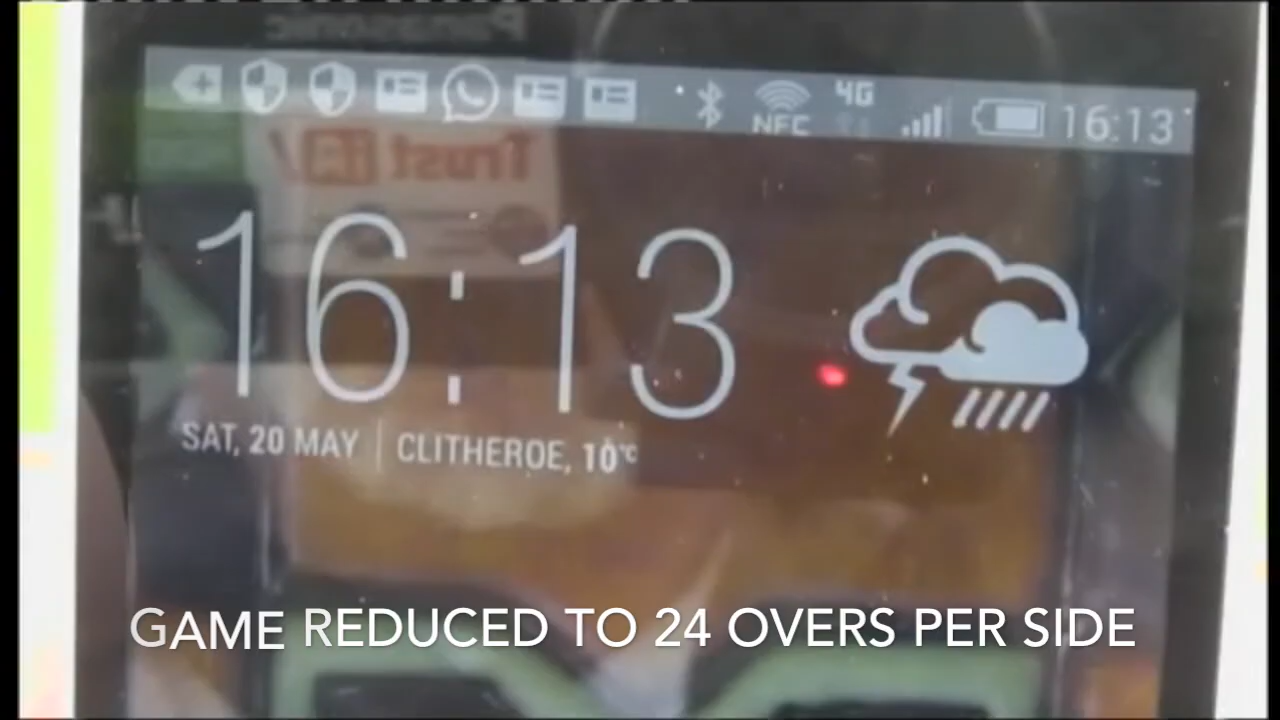 Panasonic
NFC 4G 16:13
Trust
16:13
SAT, 20 MAY | CLITHEROE, 10°C
GAME REDUCED TO 24 OVERS PER SIDE